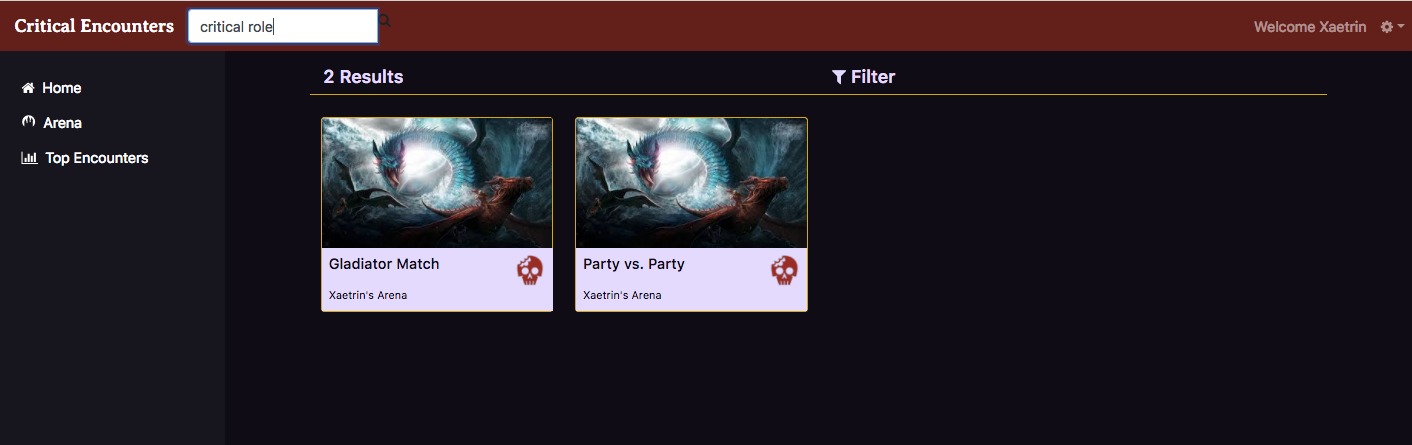 Critical Encounters
critical role
Welcome Xaetrin
Home
Arena
Top Encounters
2 Results
Filter
Gladiator Match
Xaetrin's Arena
Party vs. Party
Xaetrin's Arena